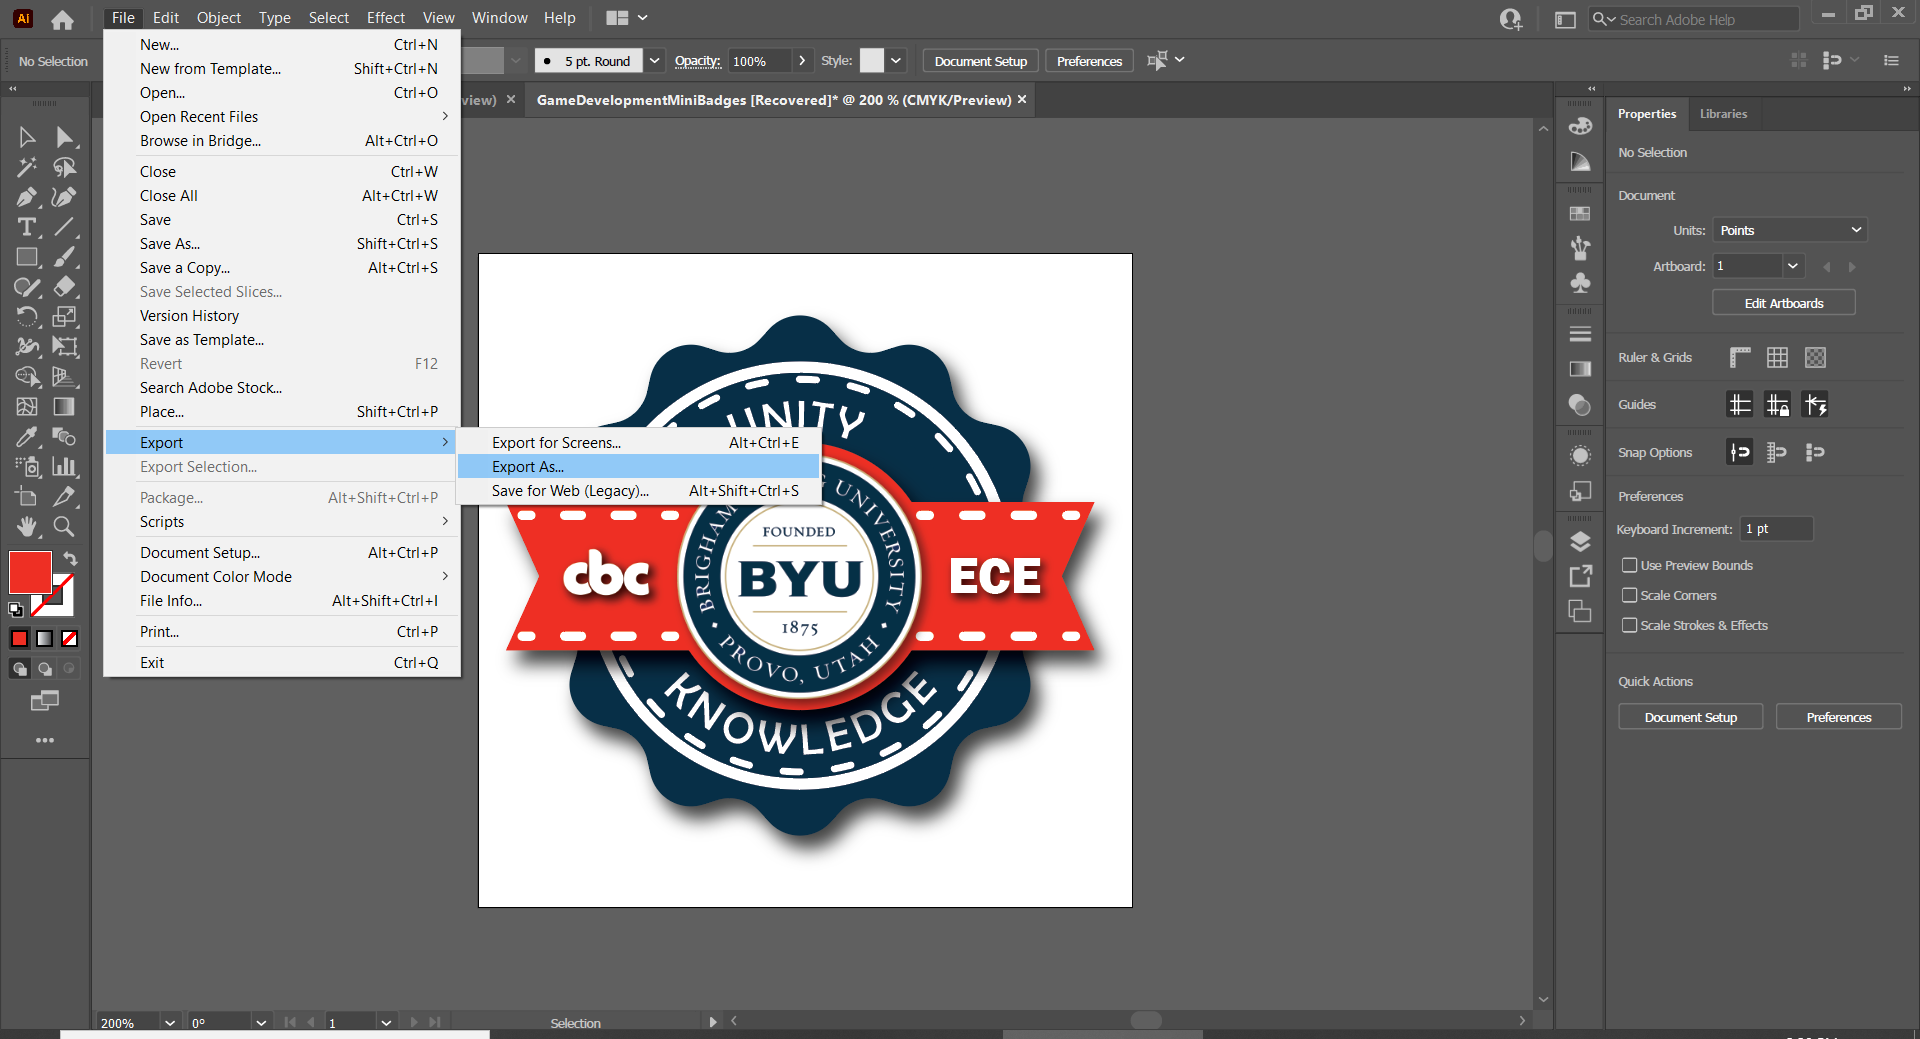 Ai File Edit Object Type Select Effect View Window Help Search Adobe Help
No Selection 5 pt. Round Opacity: 100% Style: Document Setup Preferences
view) × GameDevelopmentMiniBadges [Recovered]* @ 200 % (CMYK/Preview) ×
New... Ctrl+N
New from Template... Shift+Ctrl+N
Open... Ctrl+O
Open Recent Files
Browse in Bridge... Alt+Ctrl+O
Close Ctrl+W
Close All Alt+Ctrl+W
Save Ctrl+S
Save As... Shift+Ctrl+S
Save a Copy... Alt+Ctrl+S
Save Selected Slices...
Version History
Save as Template...
Revert F12
Search Adobe Stock...
Place... Shift+Ctrl+P
Export
Export Selection...
Package... Alt+Shift+Ctrl+P
Scripts
Document Setup... Alt+Ctrl+P
Document Color Mode
File Info... Alt+Shift+Ctrl+I
Print... Ctrl+P
Exit Ctrl+Q
Export for Screens... Alt+Ctrl+E
Export As...
Save for Web (Legacy)... Alt+Shift+Ctrl+S
UNITY
BRIGHAM
UNIVERSITY
FOUNDED
cbc BYU ECE
1875
PROVO, UTAH
KNOWLEDGE
Properties Libraries
No Selection
Document
Units: Points
Artboard: 1
Edit Artboards
Ruler & Grids
Guides
Snap Options
Preferences
Keyboard Increment: 1 pt
Use Preview Bounds
Scale Corners
Scale Strokes & Effects
Quick Actions
Document Setup Preferences
200% 0° 1 Selection